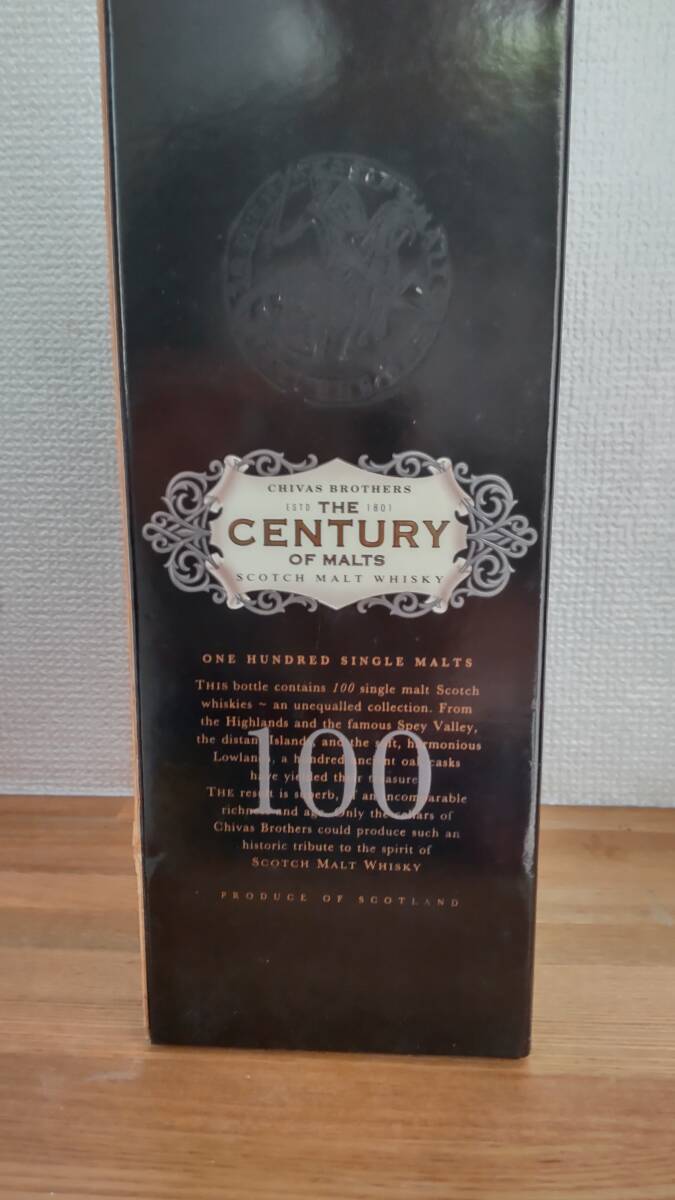 CHIVAS BROTHERS
ESTD THE 1801
CENTURY
OF MALTS
SCOTCH MALT WHISKY
ONE HUNDRED SINGLE MALTS
THIS bottle contains 100 single malt Scotch
whiskies ~ an unequalled collection. From
the Highlands and the famous Spey Valley,
the distant Islands and the soft, harmonious
Lowlands, a hundred ancient oak casks
have yielded their treasure.
THE result is superb, of an incomparable
richness and age. Only the cellars of
Chivas Brothers could produce such an
historic tribute to the spirit of
SCOTCH MALT WHISKY
100
PRODUCE OF SCOTLAND